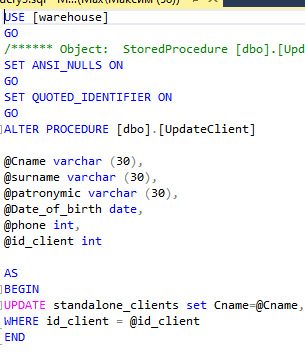 USE [warehouse]
GO
/****** Object:  StoredProcedure [dbo].[Upd
SET ANSI_NULLS ON
GO
SET QUOTED_IDENTIFIER ON
GO
ALTER PROCEDURE [dbo].[UpdateClient]
@Cname varchar (30),
@surname varchar (30),
@patronymic varchar (30),
@Date_of_birth date,
@phone int,
@id_client int
AS
BEGIN
UPDATE standalone_clients set Cname=@Cname,
WHERE id_client = @id_client
END